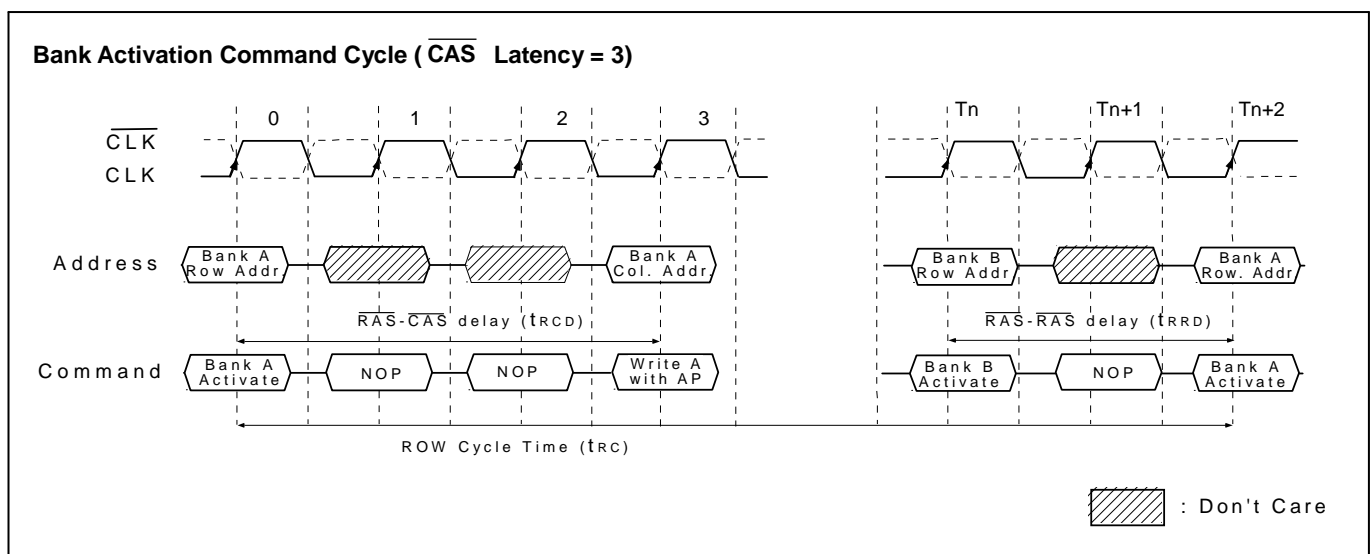 Bank Activation Command Cycle ( CAS Latency = 3)
0 1 2 3 Tn Tn+1 Tn+2
CLK
CLK
Address
Bank A
Row Addr.
Bank A
Col. Addr.
Bank B
Row Addr
Bank A
Row. Addr
RAS-CAS delay (tRCD)
RAS-RAS delay (tRRD)
Command
Bank A
Activate
NOP
NOP
Write A
with AP
Bank B
Activate
NOP
Bank A
Activate
ROW Cycle Time (tRC)
: Don't Care